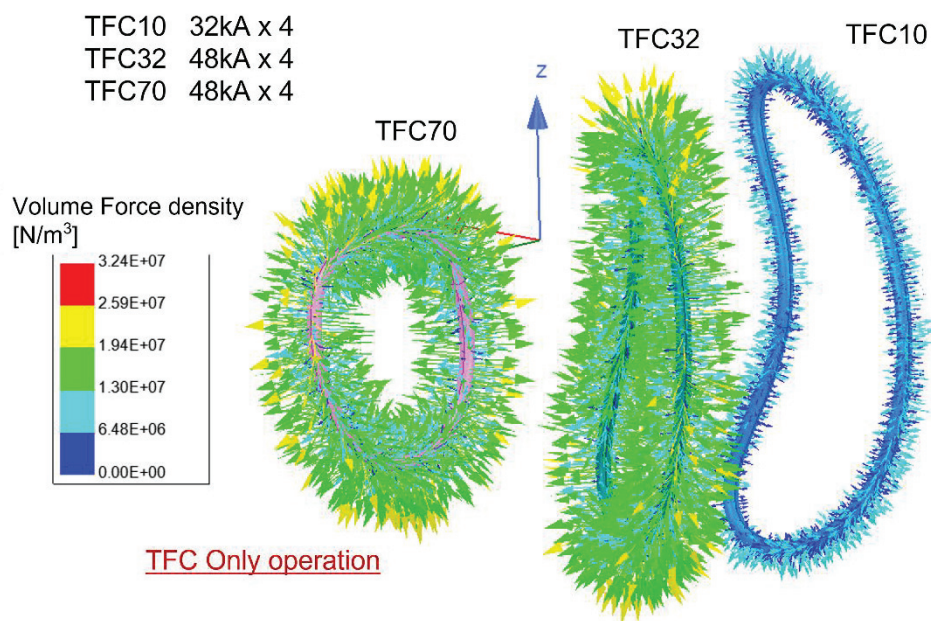 TFC10 32kA x 4
TFC32 48kA x 4
TFC70 48kA x 4
TFC32
TFC10
z
TFC70
Volume Force density
[N/m³]
3.24E+07
2.59E+07
1.94E+07
1.30E+07
6.48E+06
0.00E+00
TFC Only operation